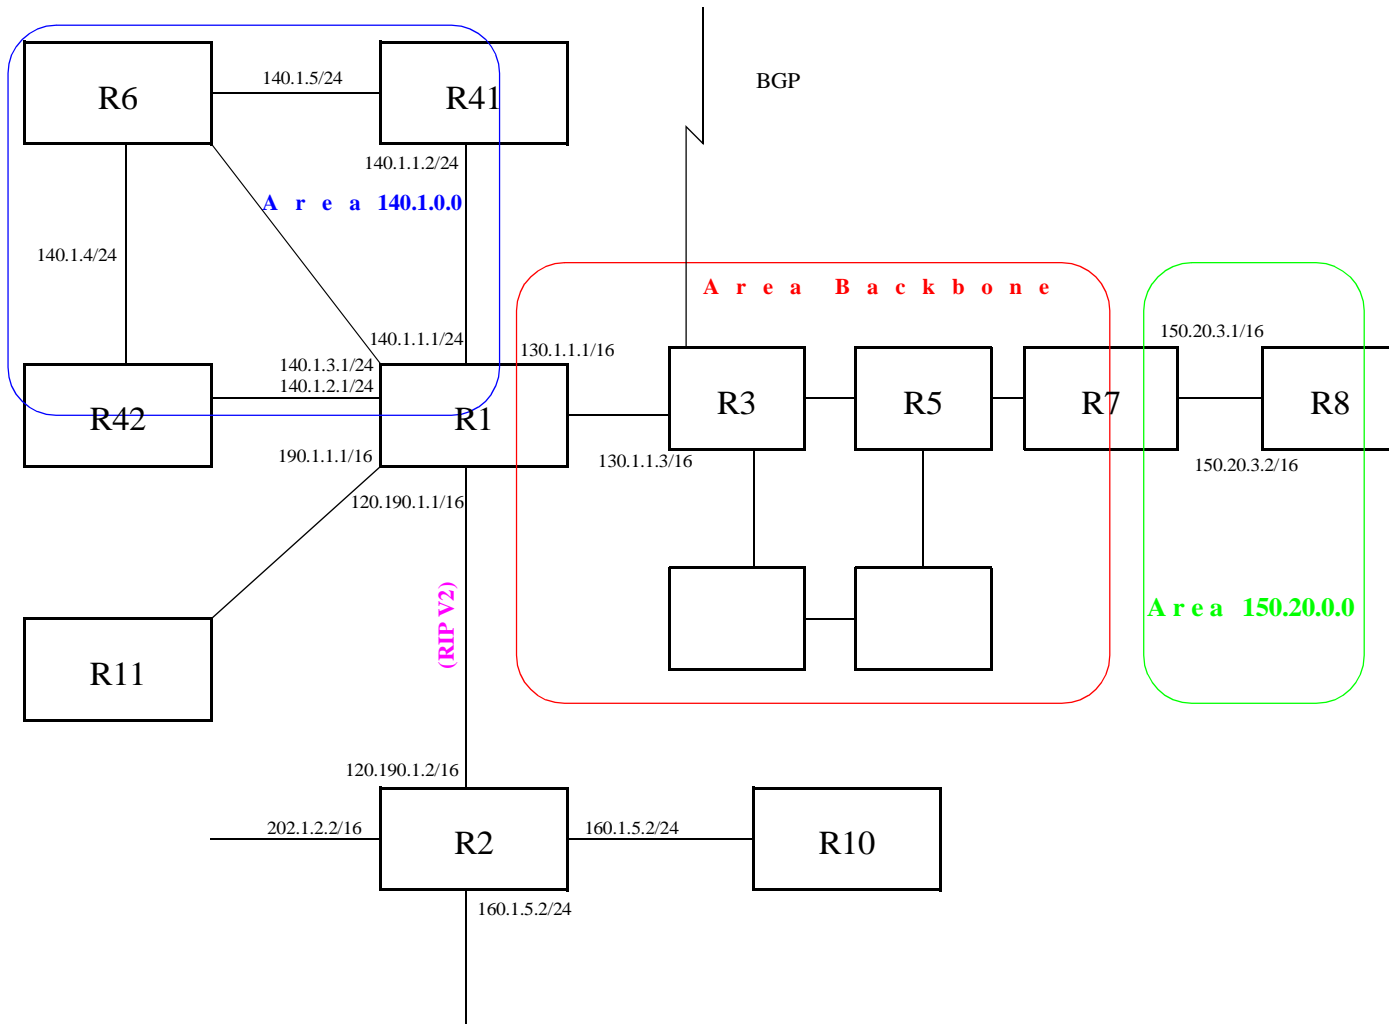 140.1.5/24
BGP
R6
R41
140.1.1.2/24
A r e a 140.1.0.0
140.1.4/24
A r e a B a c k b o n e
140.1.1.1/24
130.1.1.1/16
150.20.3.1/16
140.1.3.1/24
140.1.2.1/24
R42
R1
R3
R5
R7
R8
190.1.1.1/16
130.1.1.3/16
150.20.3.2/16
120.190.1.1/16
(RIP V2)
A r e a 150.20.0.0
R11
120.190.1.2/16
202.1.2.2/16
R2
160.1.5.2/24
R10
160.1.5.2/24